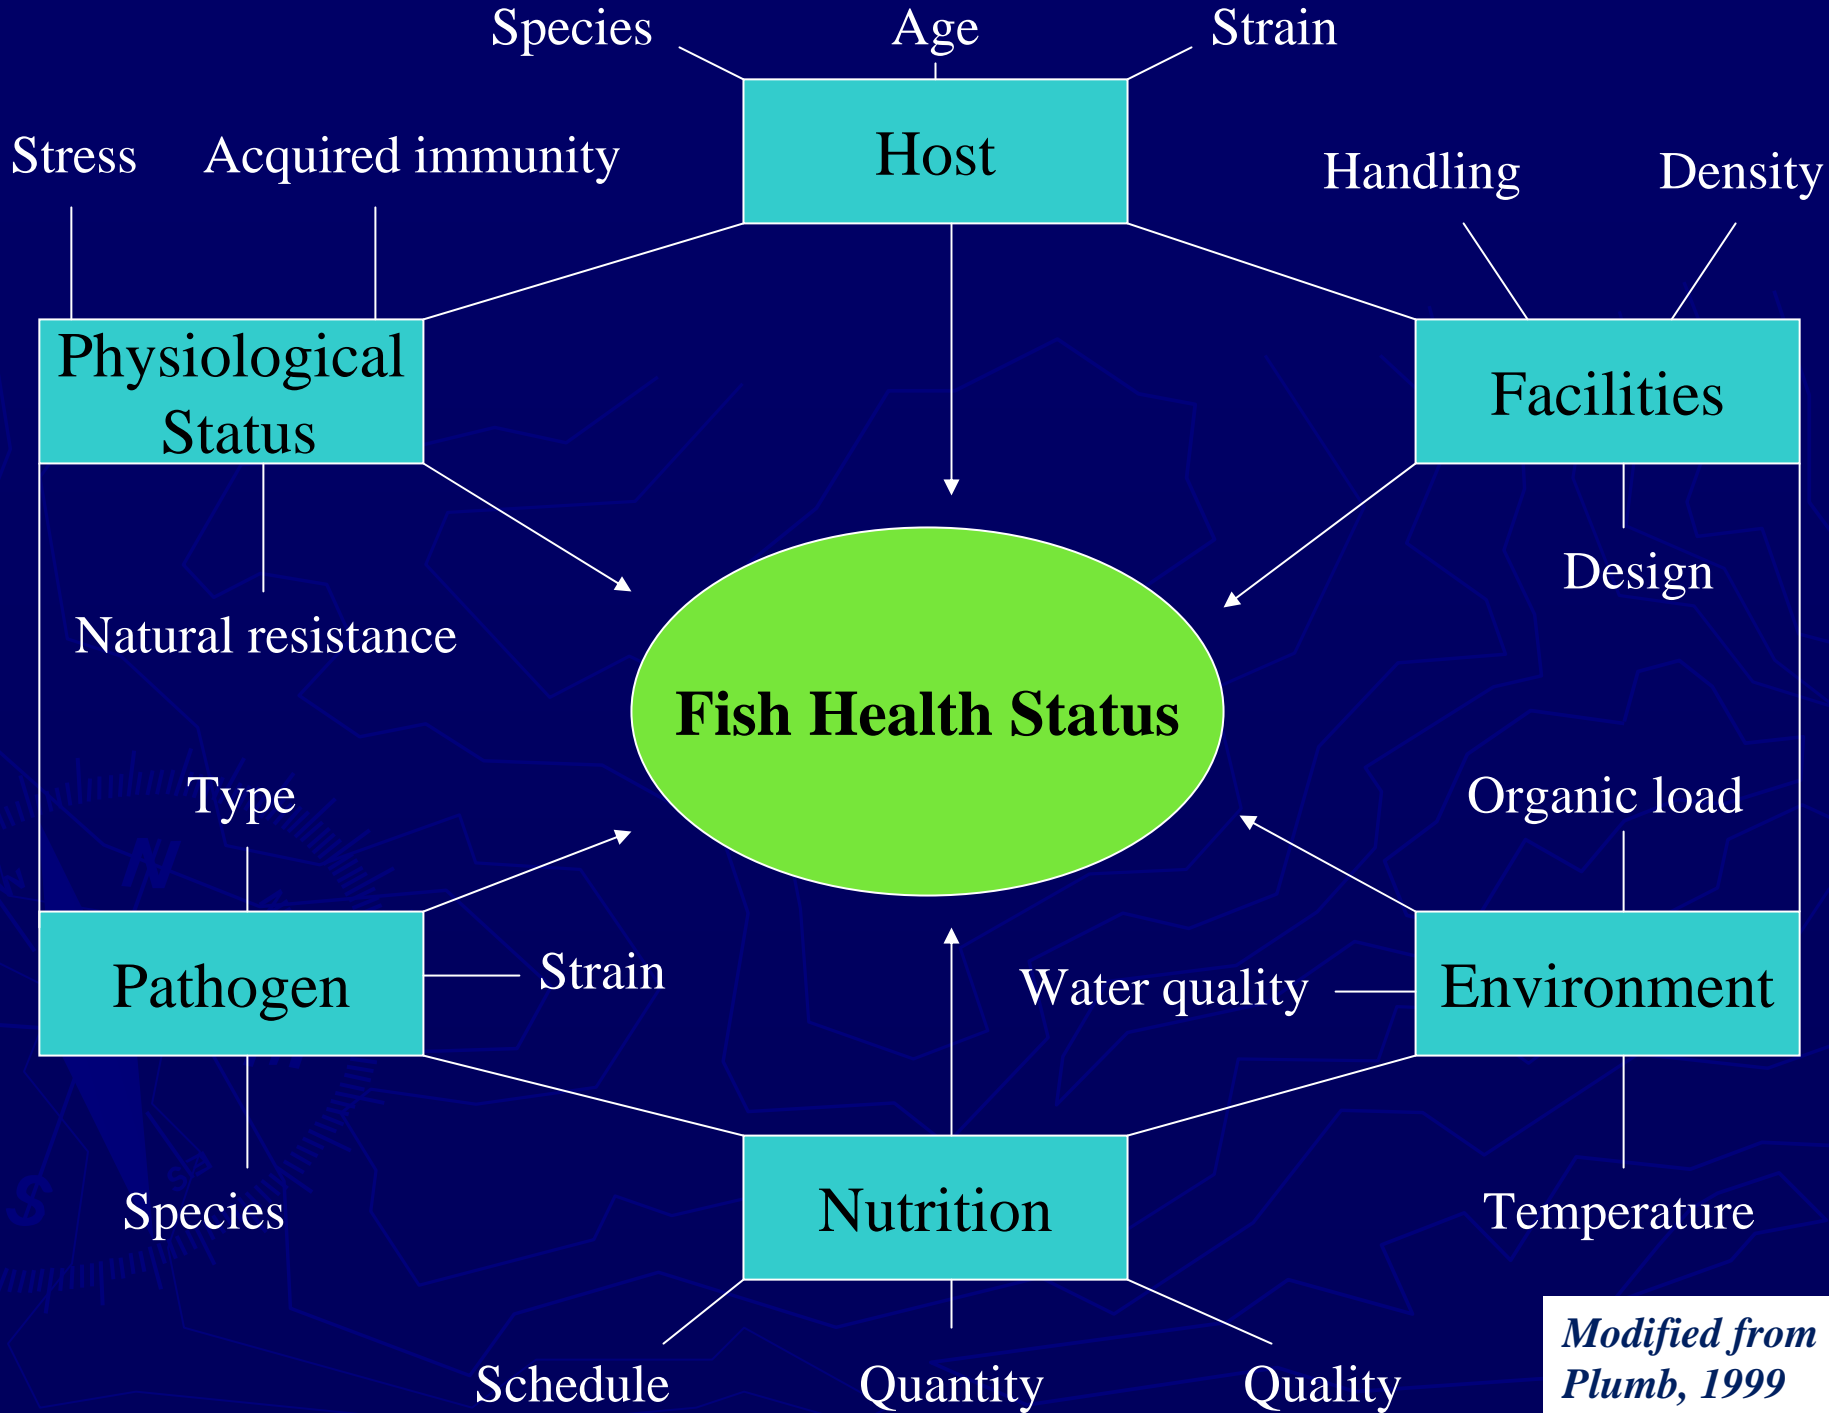 Species
Age
Strain
Stress
Acquired immunity
Host
Handling
Density
Physiological
Status
Facilities
Natural resistance
Design
Fish Health Status
Type
Organic load
Pathogen
Strain
Water quality
Environment
Species
Nutrition
Temperature
Schedule
Quantity
Quality
Modified from
Plumb, 1999